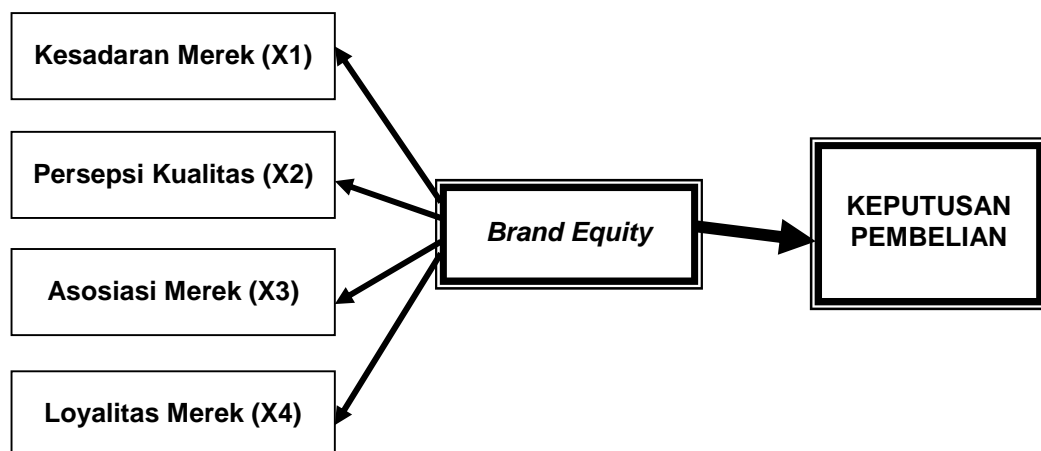 Kesadaran Merek (X1)
Persepsi Kualitas (X2)
Asosiasi Merek (X3)
Loyalitas Merek (X4)
Brand Equity
KEPUTUSAN
PEMBELIAN